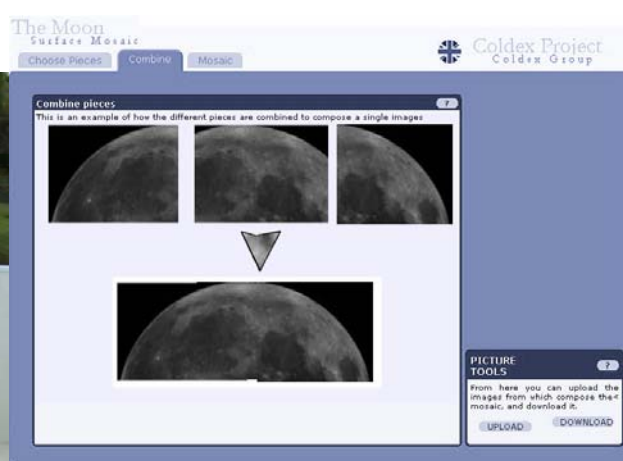 The Moon
Surface Mosaic
Choose Pieces
Combine
Mosaic
Coldex Project
Coldex Group
Combine pieces
?
This is an example of how the different pieces are combined to compose a single images
PICTURE
TOOLS
?
From here you can upload the
images from which compose the<
mosaic, and download it.
UPLOAD
DOWNLOAD